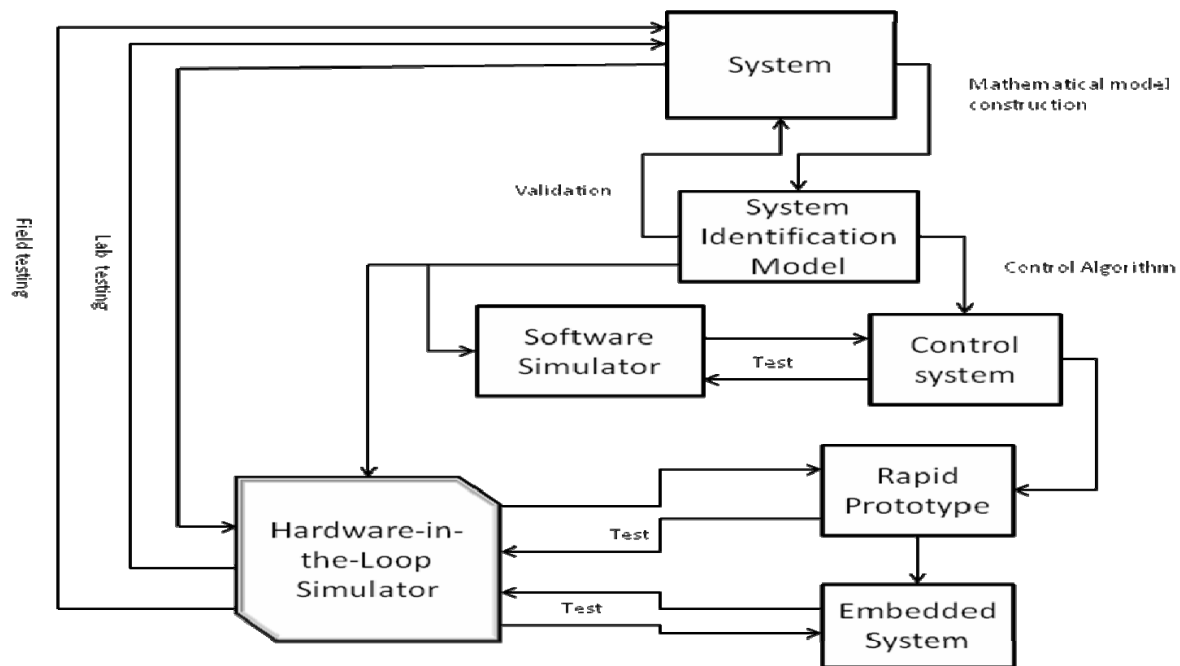 System
Mathematical model
construction
Validation
System
Identification
Model
Field testing
Lab testing
Control Algorithm
Software
Simulator
Test
Control
system
Rapid
Prototype
Hardware-in-
the-Loop
Simulator
Test
Test
Embedded
System